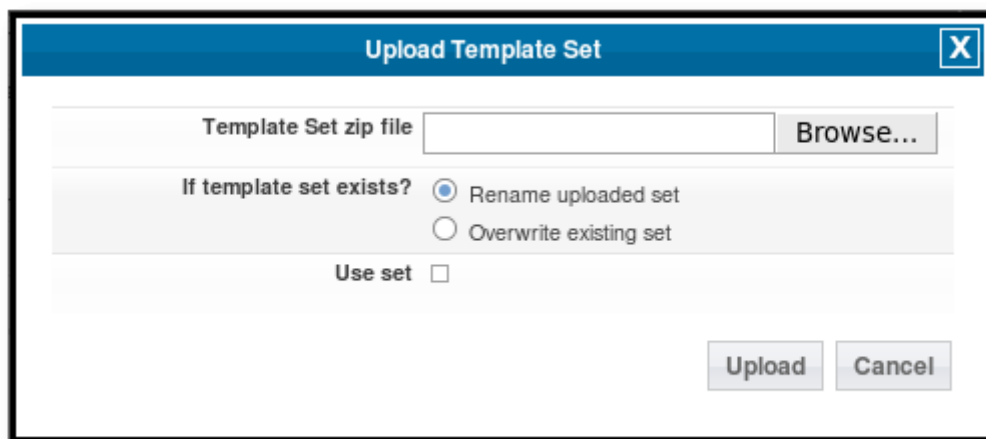 Upload Template Set X
Template Set zip file Browse...
If template set exists? Rename uploaded set
Overwrite existing set
Use set
Upload Cancel